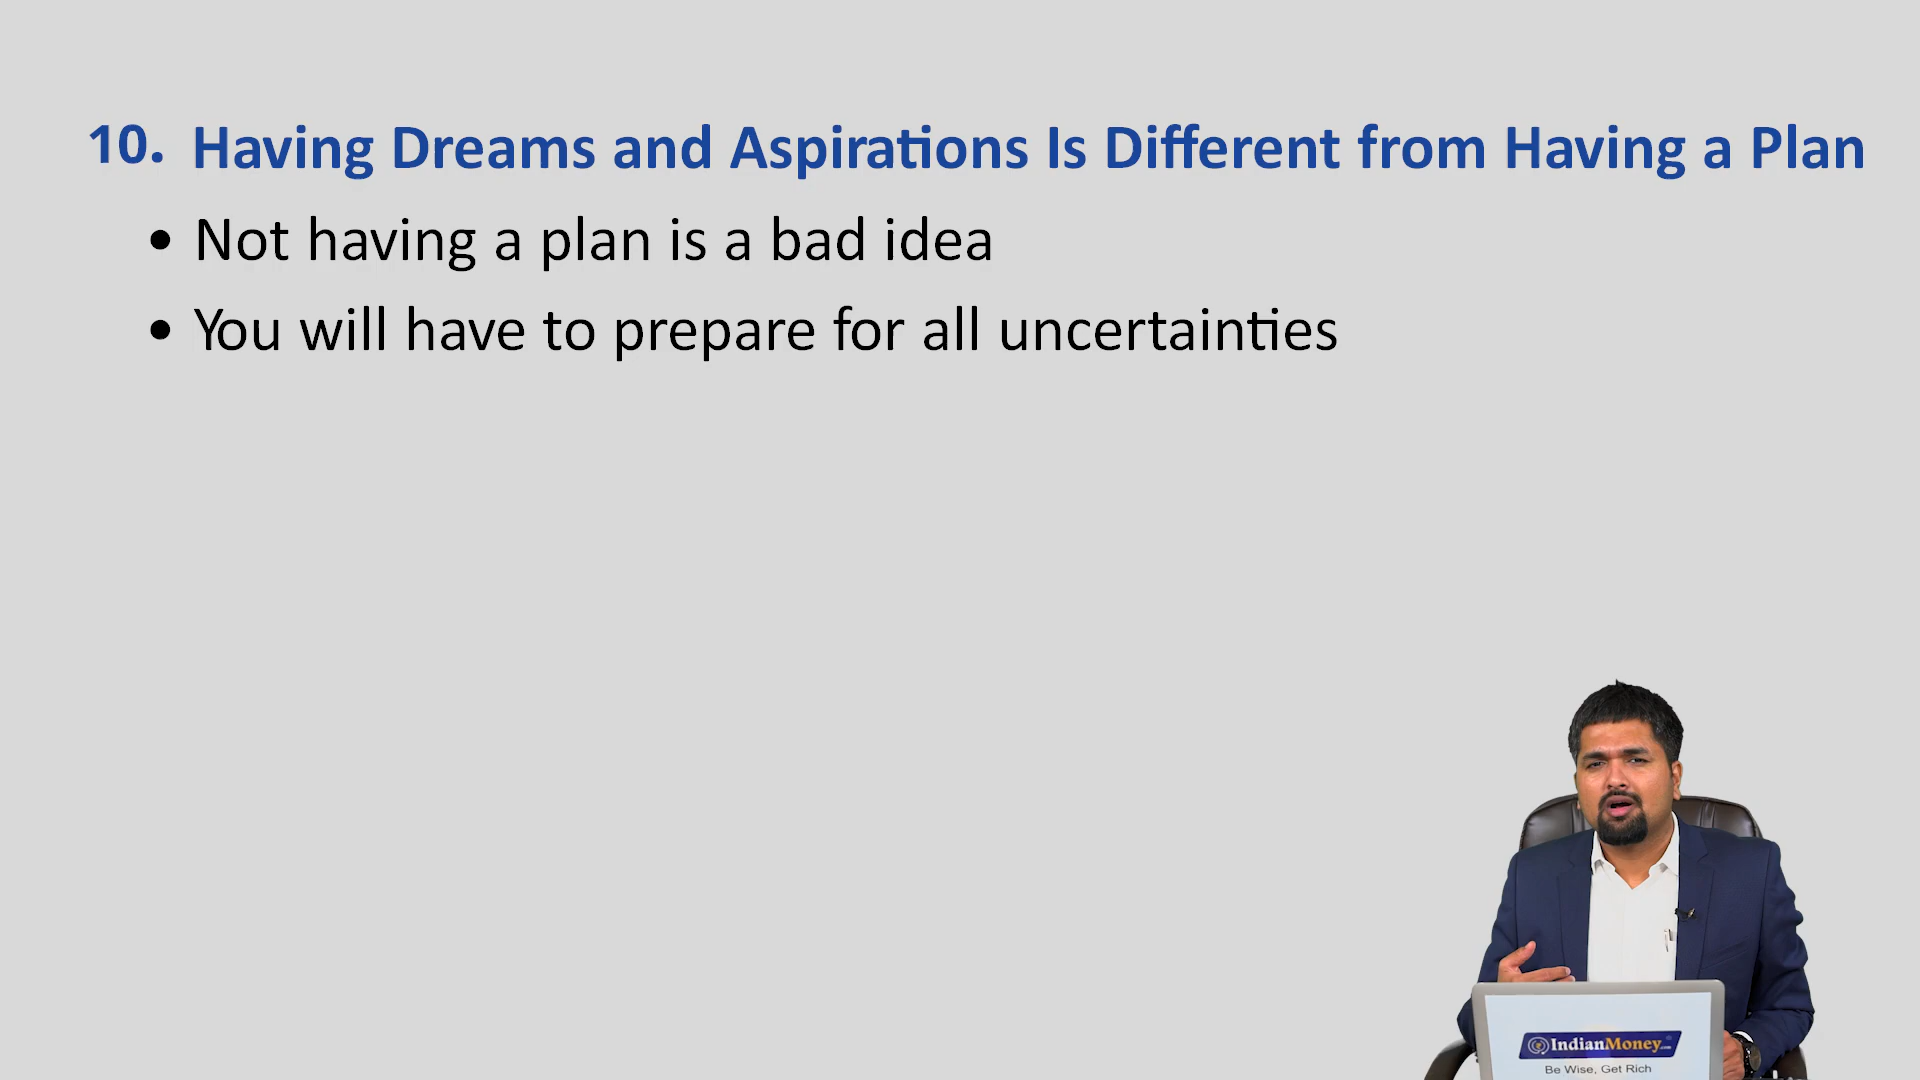 10. Having Dreams and Aspirations Is Different from Having a Plan
• Not having a plan is a bad idea
• You will have to prepare for all uncertainties
IndianMoney.com
Be Wise, Get Rich